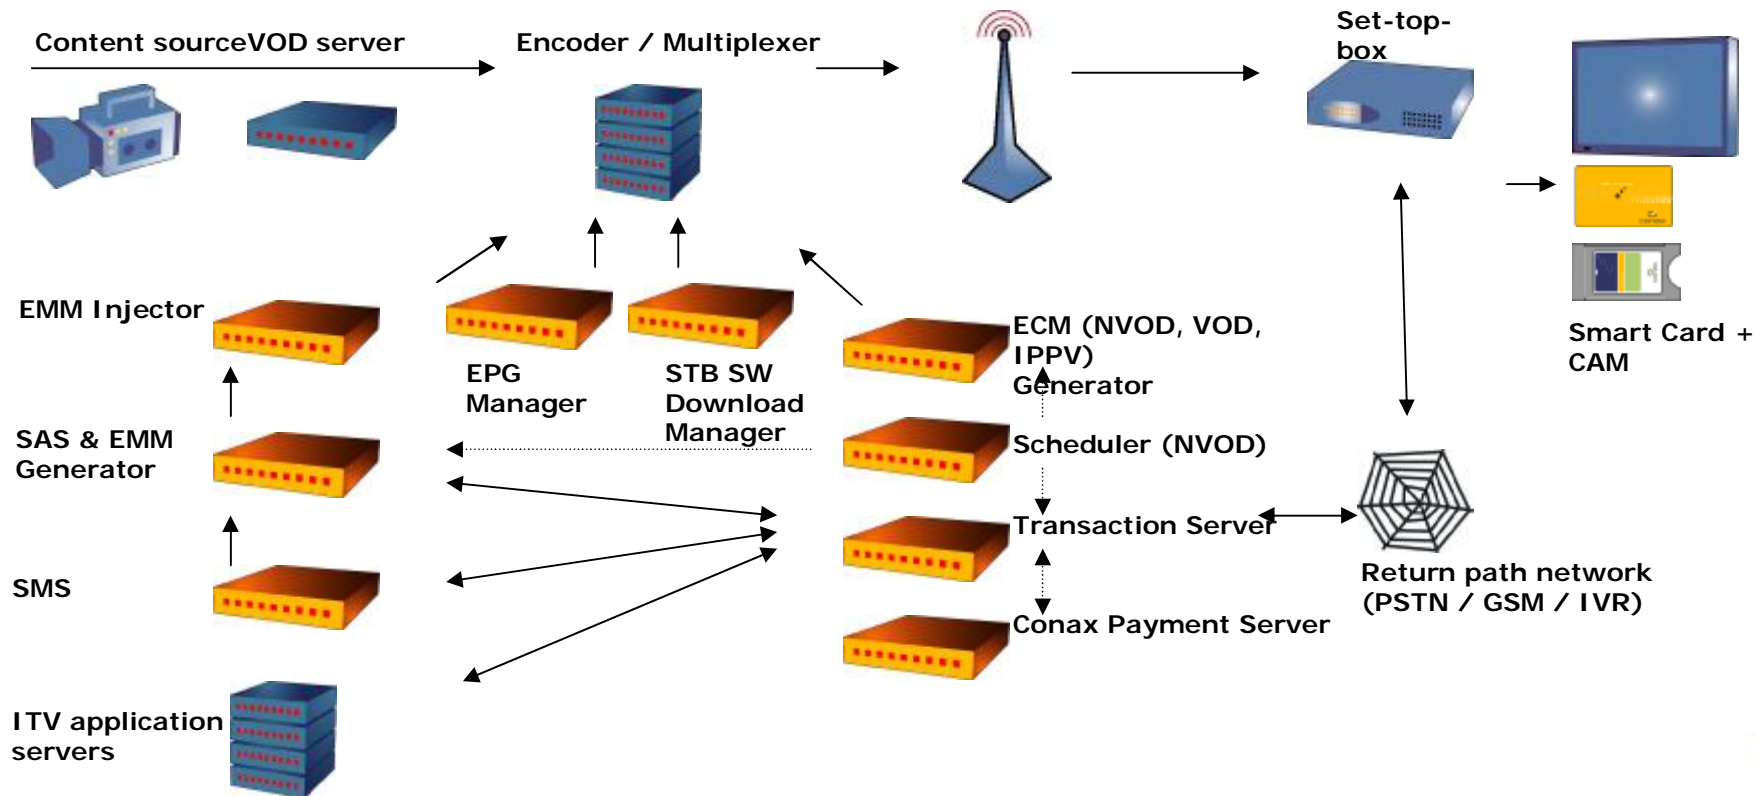 Content sourceVOD server
Encoder / Multiplexer
Set-top-
box
EMM Injector
EPG
Manager
STB SW
Download
Manager
ECM (NVOD, VOD,
IPPV)
Generator
Smart Card +
CAM
SAS & EMM
Generator
Scheduler (NVOD)
Transaction Server
SMS
Return path network
(PSTN / GSM / IVR)
Conax Payment Server
ITV application
servers